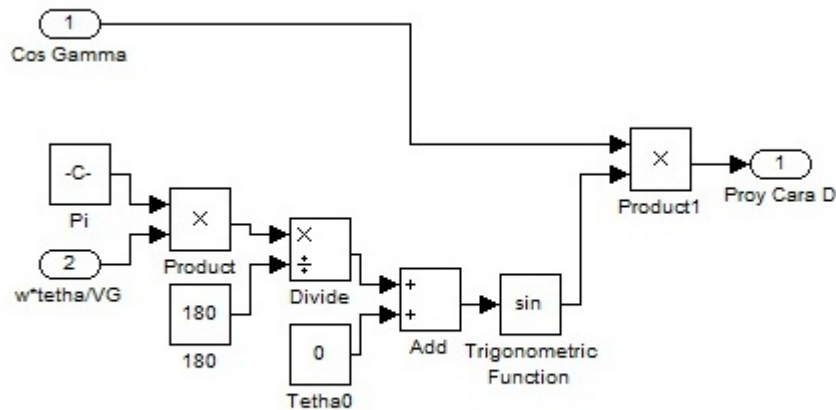 1
Cos Gamma
-C-
Pi
×
Product1
1
Proy Cara D
2
w*tetha/VG
×
Product
×
÷
Divide
180
180
+
+
Add
sin
Trigonometric
Function
0
Tetha0